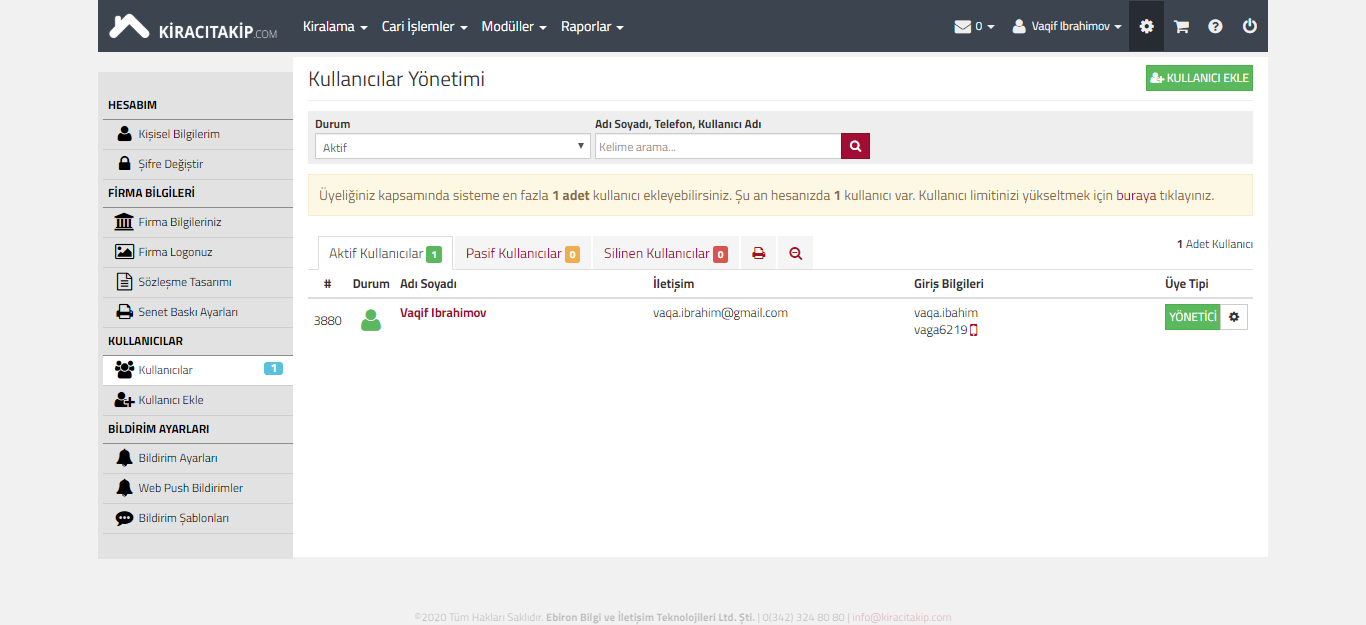 KİRACITAKİP.COM
Kiralama Cari İşlemler Modüller Raporlar
0 Vaqif Ibrahimov
HESABIM
Kişisel Bilgilerim
Şifre Değiştir
FİRMA BİLGİLERİ
Firma Bilgileriniz
Firma Logonuz
Sözleşme Tasarımı
Senet Baskı Ayarları
KULLANICILAR
Kullanıcılar 1
Kullanıcı Ekle
BİLDİRİM AYARLARI
Bildirim Ayarları
Web Push Bildirimler
Bildirim Şablonları
Kullanıcılar Yönetimi
KULLANICI EKLE
Durum Adı Soyadı, Telefon, Kullanıcı Adı
Aktif Kelime arama...
Üyeliğiniz kapsamında sisteme en fazla 1 adet kullanıcı ekleyebilirsiniz. Şu an hesanızda 1 kullanıcı var. Kullanıcı limitinizi yükseltmek için buraya tıklayınız.
Aktif Kullanıcılar 1 Pasif Kullanıcılar 0 Silinen Kullanıcılar 0
1 Adet Kullanıcı
# Durum Adı Soyadı İletişim Giriş Bilgileri Üye Tipi
3880 Vaqif Ibrahimov vaqa.ibrahim@gmail.com vaqa.ibahim YÖNETİCİ
vaga6219
©2020 Tüm Hakları Saklıdır. Ebiron Bilgi ve İletişim Teknolojileri Ltd. Şti. | 0(342) 324 80 80 | info@kiracitakip.com